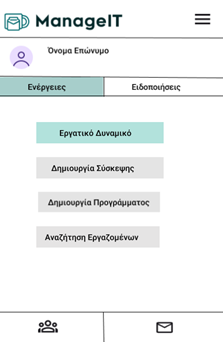 ManageIT
Όνομα Επώνυμο
Ενέργειες
Ειδοποιήσεις
Εργατικό Δυναμικό
Δημιουργία Σύσκεψης
Δημιουργία Προγράμματος
Αναζήτηση Εργαζομένων